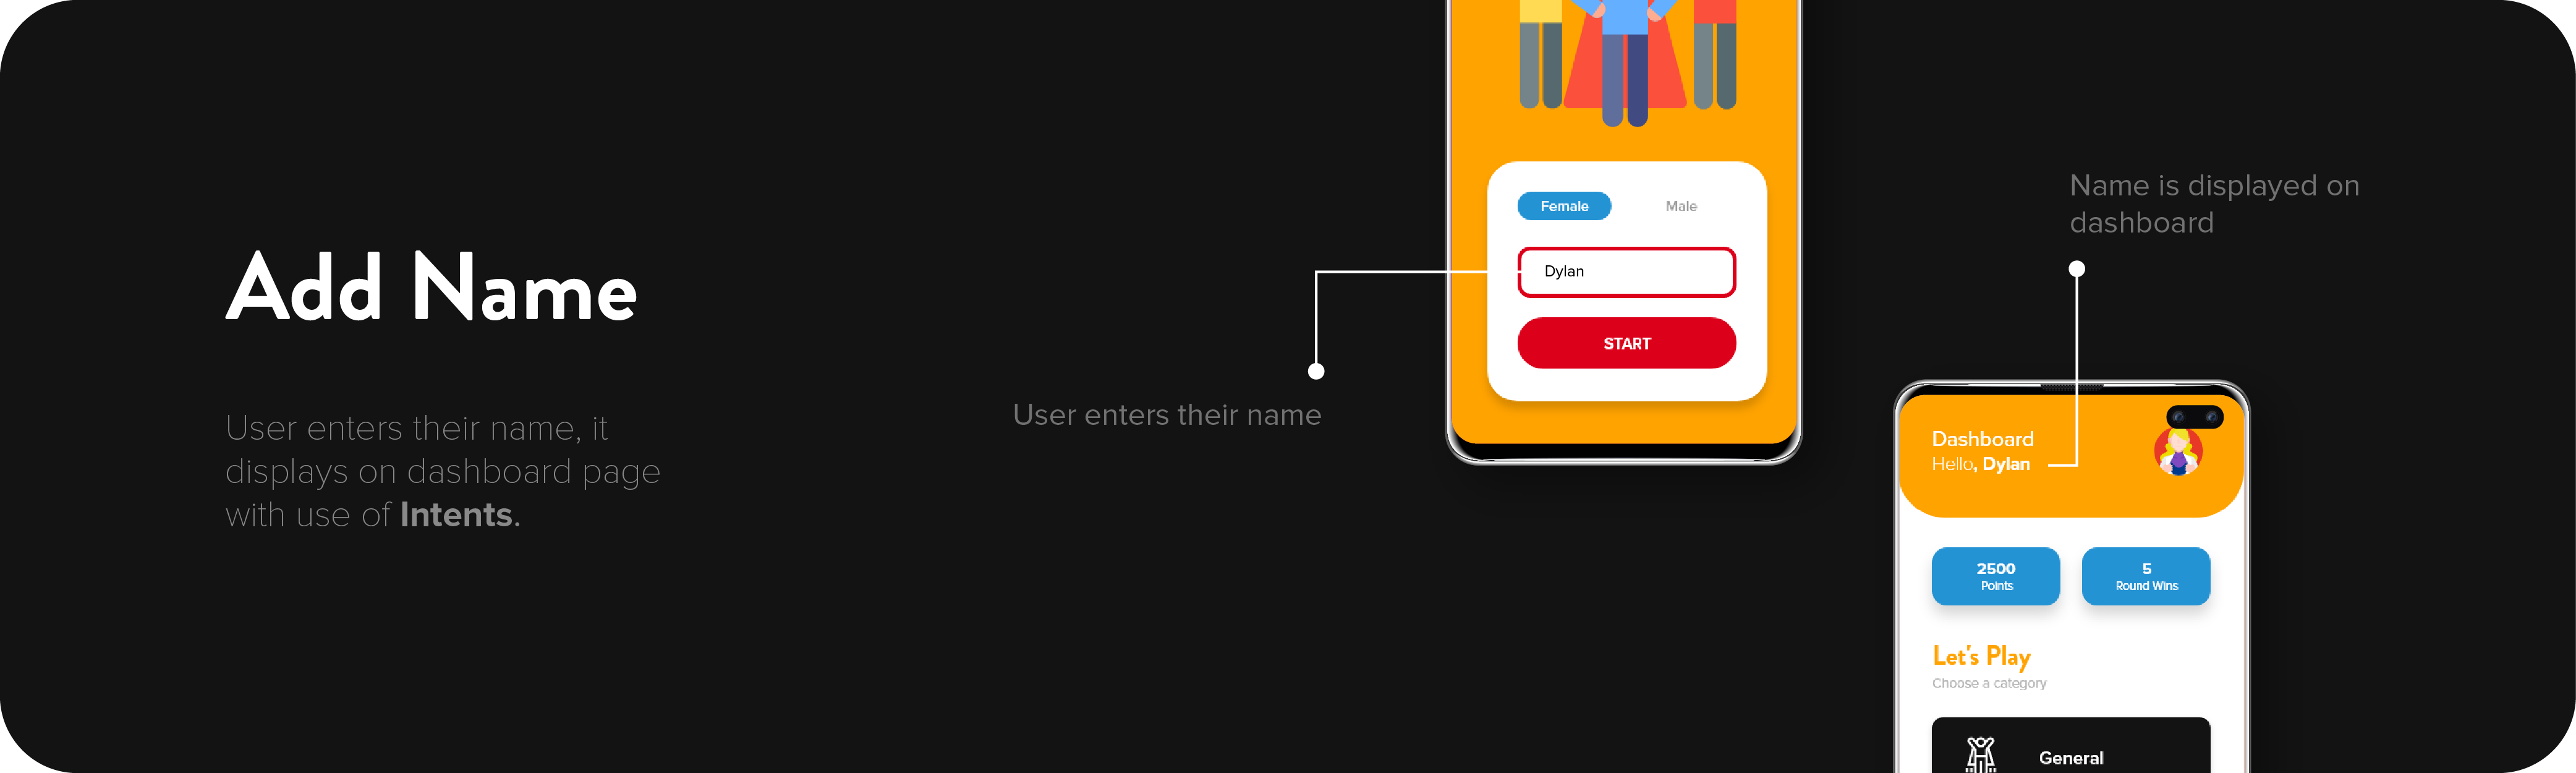 Add Name
User enters their name, it
displays on dashboard page
with use of Intents.
User enters their name
Female
Male
Dylan
START
Name is displayed on
dashboard
Dashboard
Hello, Dylan
2500
Points
5
Round Wins
Let's Play
Choose a category
General